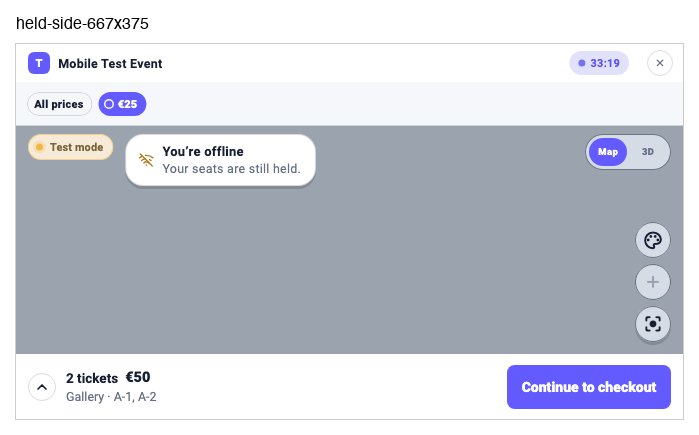 held-side-667x375
T Mobile Test Event 33:19
All prices €25
Test mode
You're offline
Your seats are still held.
Map 3D
2 tickets €50
Gallery · A-1, A-2
Continue to checkout